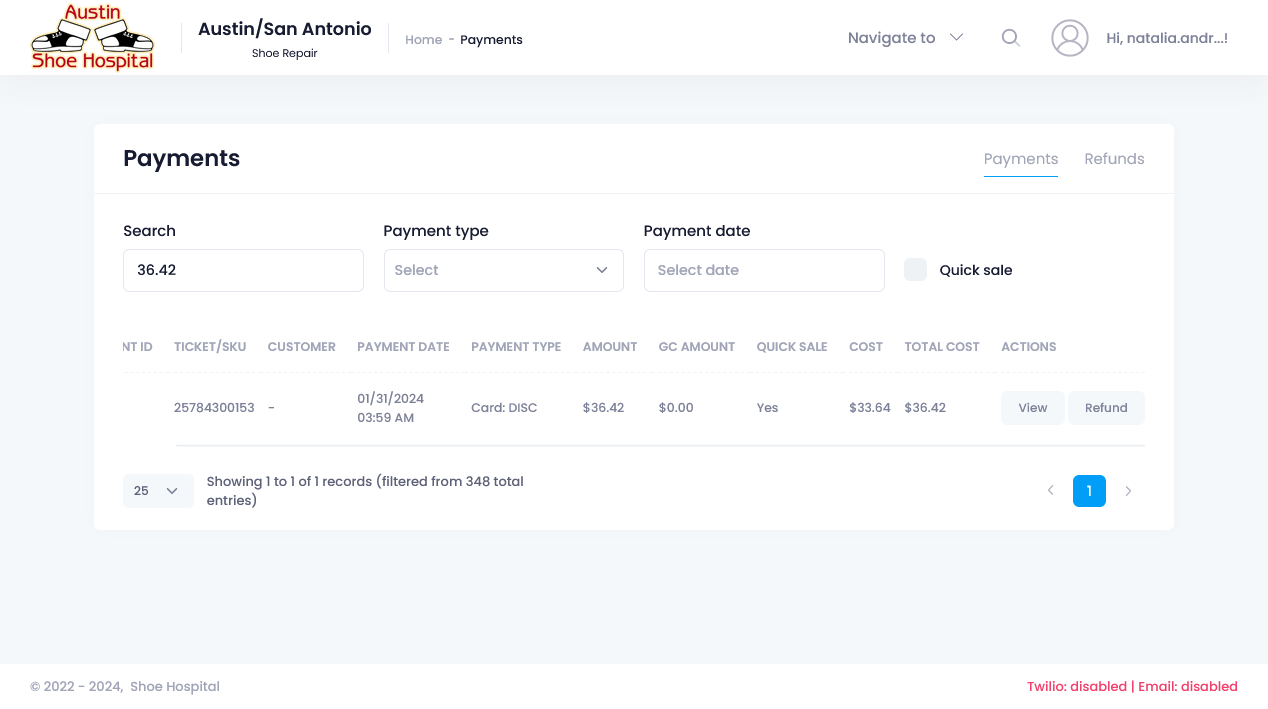 Austin
Shoe Hospital
Austin/San Antonio
Shoe Repair
Home - Payments
Navigate to
Hi, natalia.andr...!
Payments
Payments
Refunds
Search
Payment type
Payment date
36.42
Select
Select date
Quick sale
NT ID TICKET/SKU CUSTOMER PAYMENT DATE PAYMENT TYPE AMOUNT GC AMOUNT QUICK SALE COST TOTAL COST ACTIONS
25784300153 - 01/31/2024 03:59 AM Card: DISC $36.42 $0.00 Yes $33.64 $36.42 View Refund
25
Showing 1 to 1 of 1 records (filtered from 348 total
entries)
1
© 2022 - 2024, Shoe Hospital
Twilio: disabled | Email: disabled